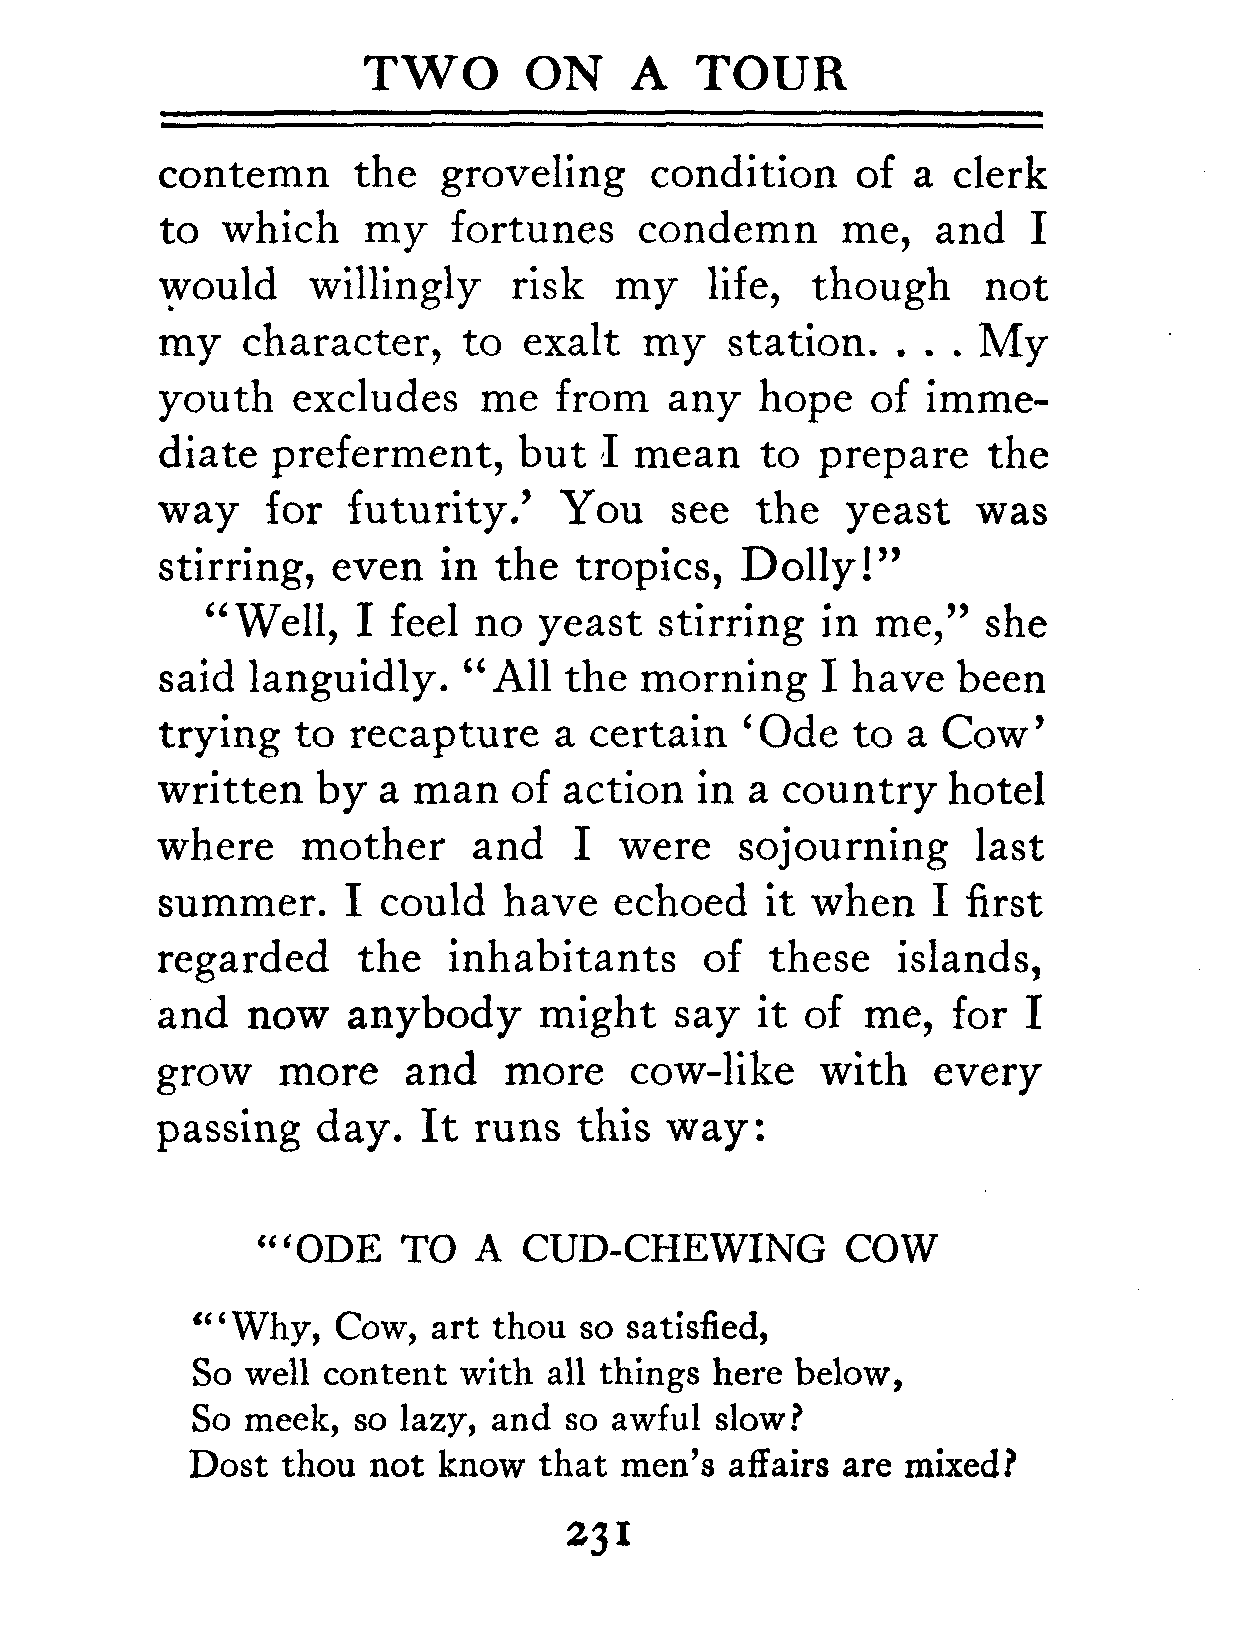 TWO ON A TOUR
contemn the groveling condition of a clerk
to which my fortunes condemn me, and I
would willingly risk my life, though not
my character, to exalt my station. . . . My
youth excludes me from any hope of imme-
diate preferment, but I mean to prepare the
way for futurity.’ You see the yeast was
stirring, even in the tropics, Dolly!”
“Well, I feel no yeast stirring in me,” she
said languidly. “All the morning I have been
trying to recapture a certain ‘Ode to a Cow’
written by a man of action in a country hotel
where mother and I were sojourning last
summer. I could have echoed it when I first
regarded the inhabitants of these islands,
and now anybody might say it of me, for I
grow more and more cow-like with every
passing day. It runs this way:
“‘ODE TO A CUD-CHEWING COW
“‘Why, Cow, art thou so satisfied,
So well content with all things here below,
So meek, so lazy, and so awful slow?
Dost thou not know that men’s affairs are mixed?
231